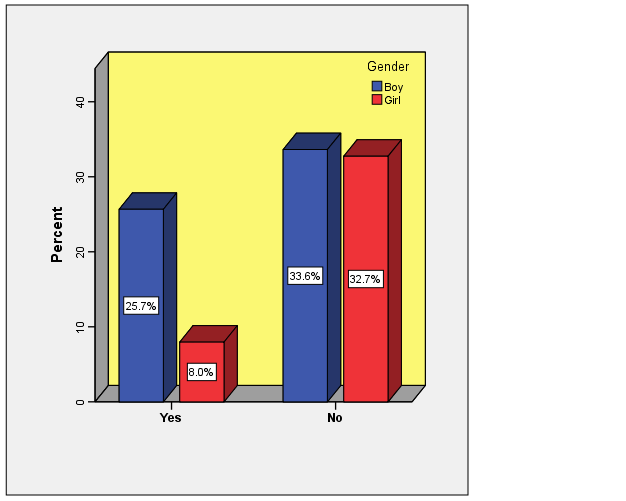 Gender
Boy
Girl
Percent
40
30
20
10
0
25.7%
8.0%
33.6%
32.7%
Yes
No